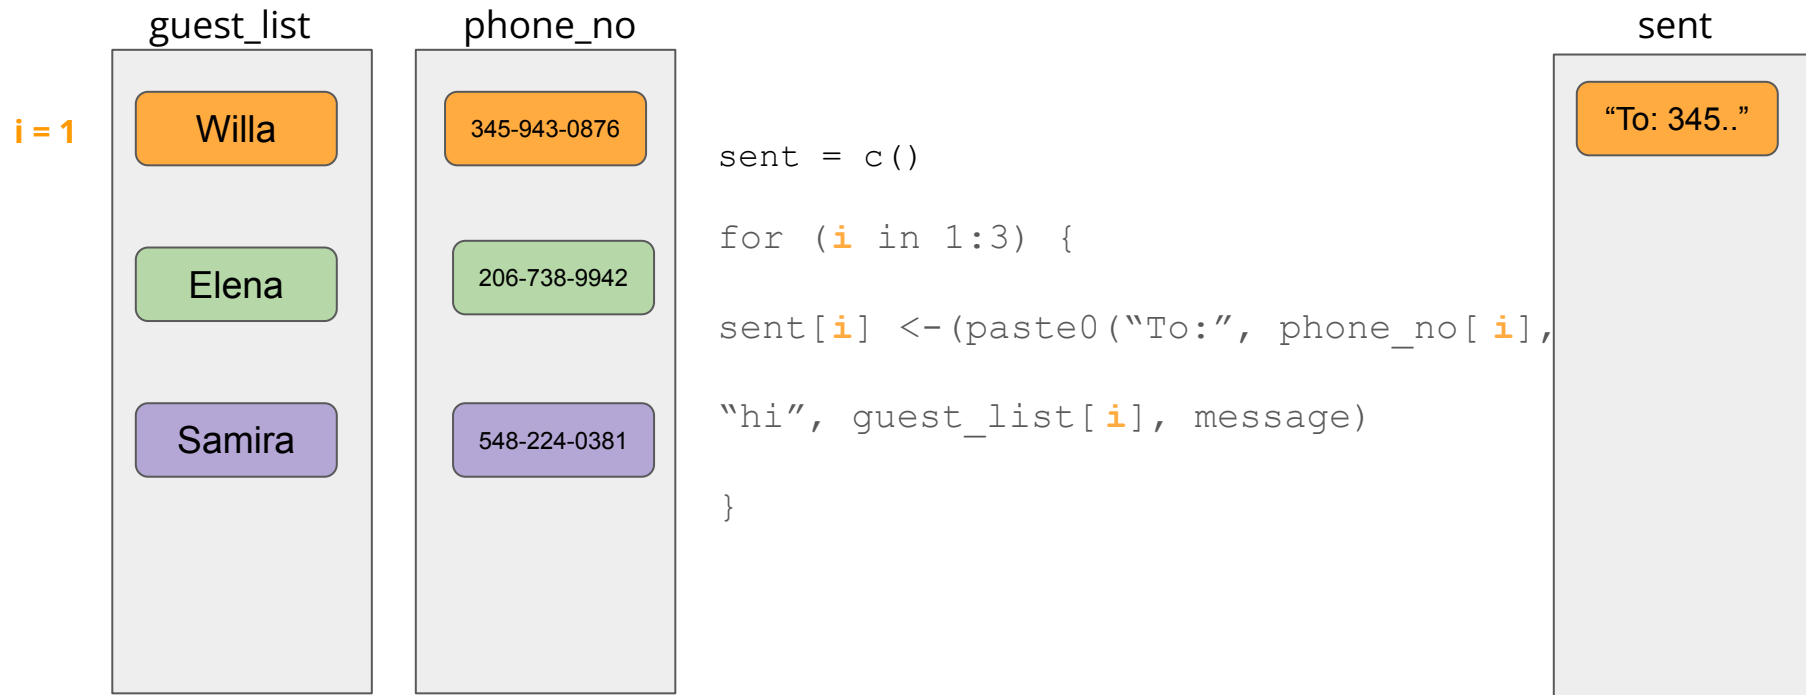 guest_list
phone_no
sent
i = 1
Willa
345-943-0876
“To: 345..”
Elena
206-738-9942
Samira
548-224-0381
sent = c()
for (i in 1:3) {
sent[i] <-(paste0(“To:”, phone_no[i],
“hi”, guest_list[i], message)
}